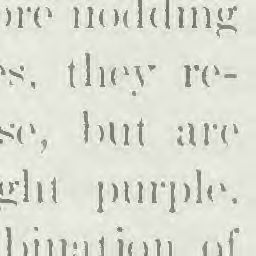 ore nodding
es, they re-
se, but are
ght purple.
bination of